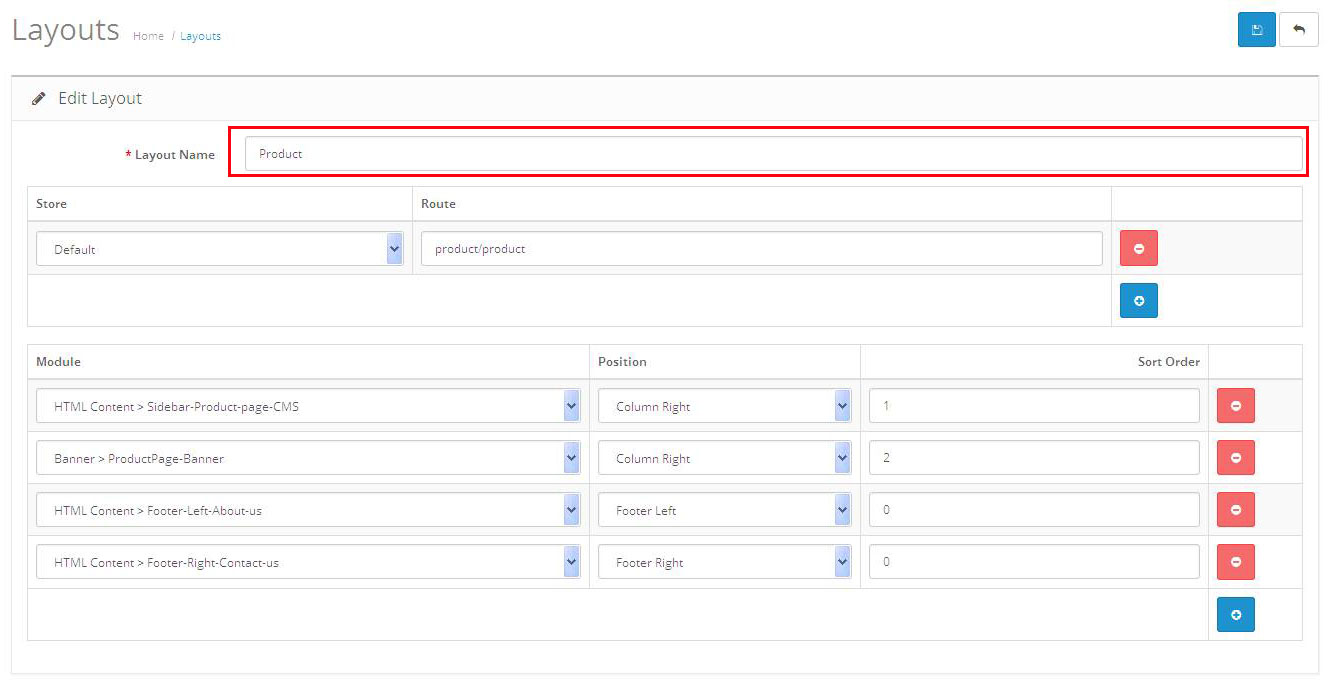 Layouts Home / Layouts
Edit Layout
* Layout Name Product
Store Route
Default product/product
Module Position Sort Order
HTML Content > Sidebar-Product-page-CMS Column Right 1
Banner > ProductPage-Banner Column Right 2
HTML Content > Footer-Left-About-us Footer Left 0
HTML Content > Footer-Right-Contact-us Footer Right 0